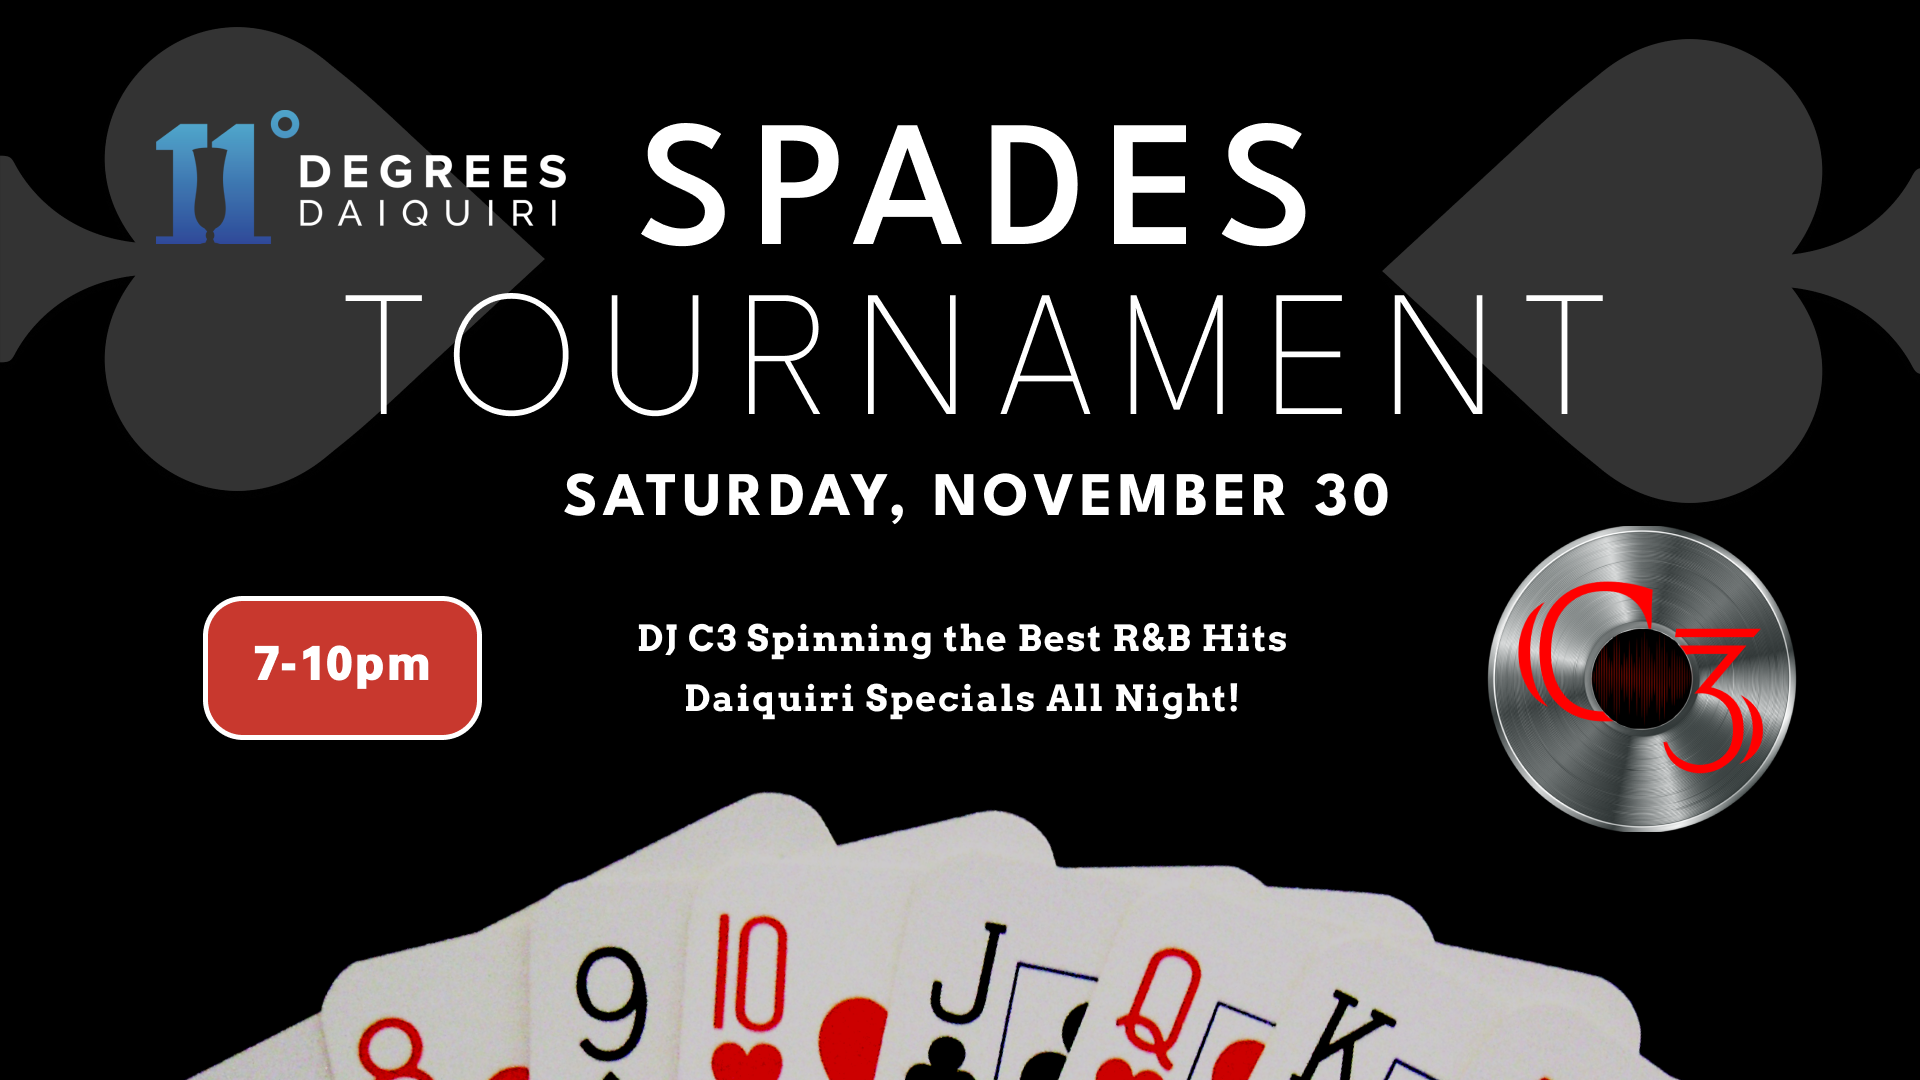 11°
DEGREES
DAIQUIRI
SPADES
TOURNAMENT
SATURDAY, NOVEMBER 30
7-10pm
DJ C3 Spinning the Best R&B Hits
Daiquiri Specials All Night!
C3
8
9
10
J
Q
K